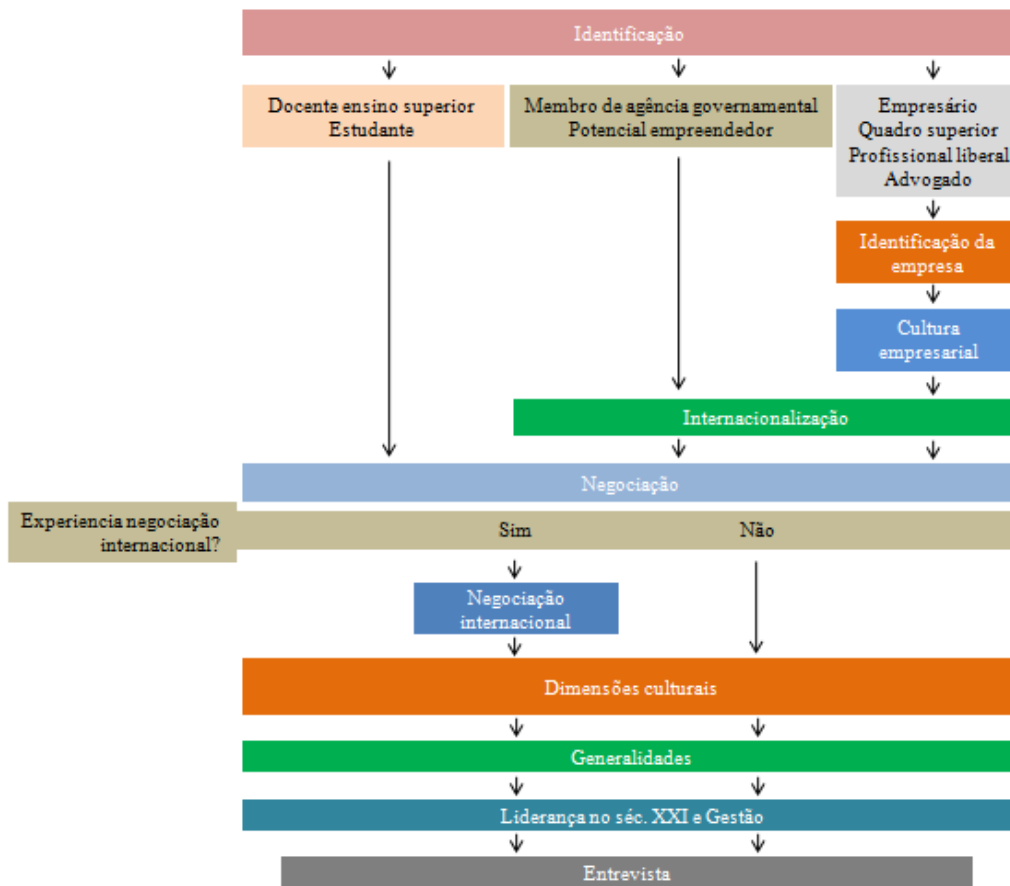 Identificação
Docente ensino superior
Estudante
Membro de agência governamental
Potencial empreendedor
Empresário
Quadro superior
Profissional liberal
Advogado
Identificação da
empresa
Cultura
empresarial
Internacionalização
Negociação
Experiencia negociação
internacional?
Sim
Não
Negociação
internacional
Dimensões culturais
Generalidades
Liderança no séc. XXI e Gestão
Entrevista